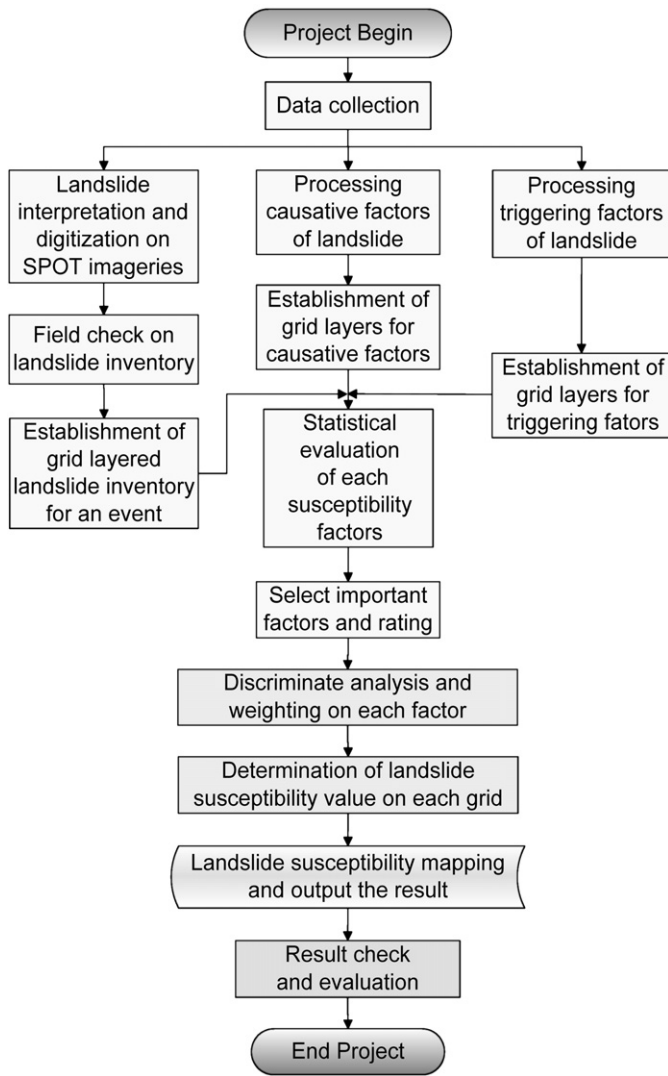 Project Begin
Data collection
Landslide
interpretation and
digitization on
SPOT imageries
Processing
causative factors
of landslide
Processing
triggering factors
of landslide
Field check on
landslide inventory
Establishment of
grid layers for
causative factors
Establishment of
grid layers for
triggering fators
Establishment of
grid layered
landslide inventory
for an event
Statistical
evaluation
of each
susceptibility
factors
Select important
factors and rating
Discriminate analysis and
weighting on each factor
Determination of landslide
susceptibility value on each grid
Landslide susceptibility mapping
and output the result
Result check
and evaluation
End Project